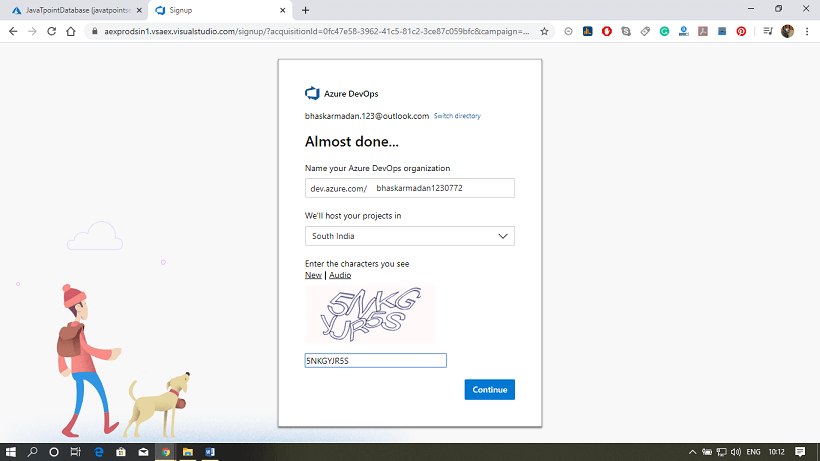 JavaTpointDatabase (javatpointse
Signup
aexprodsin1.vsaex.visualstudio.com/signup/?acquisitionId=0fc47e58-3962-41c5-81c2-3ce87c059bfc&campaign=...
Azure DevOps
bhaskarmadan.123@outlook.com Switch directory
Almost done...
Name your Azure DevOps organization
dev.azure.com/ bhaskarmadan1230772
We'll host your projects in
South India
Enter the characters you see
New | Audio
5NKG
YJR5S
5NKGYJR5S
Continue
ENG 10:12